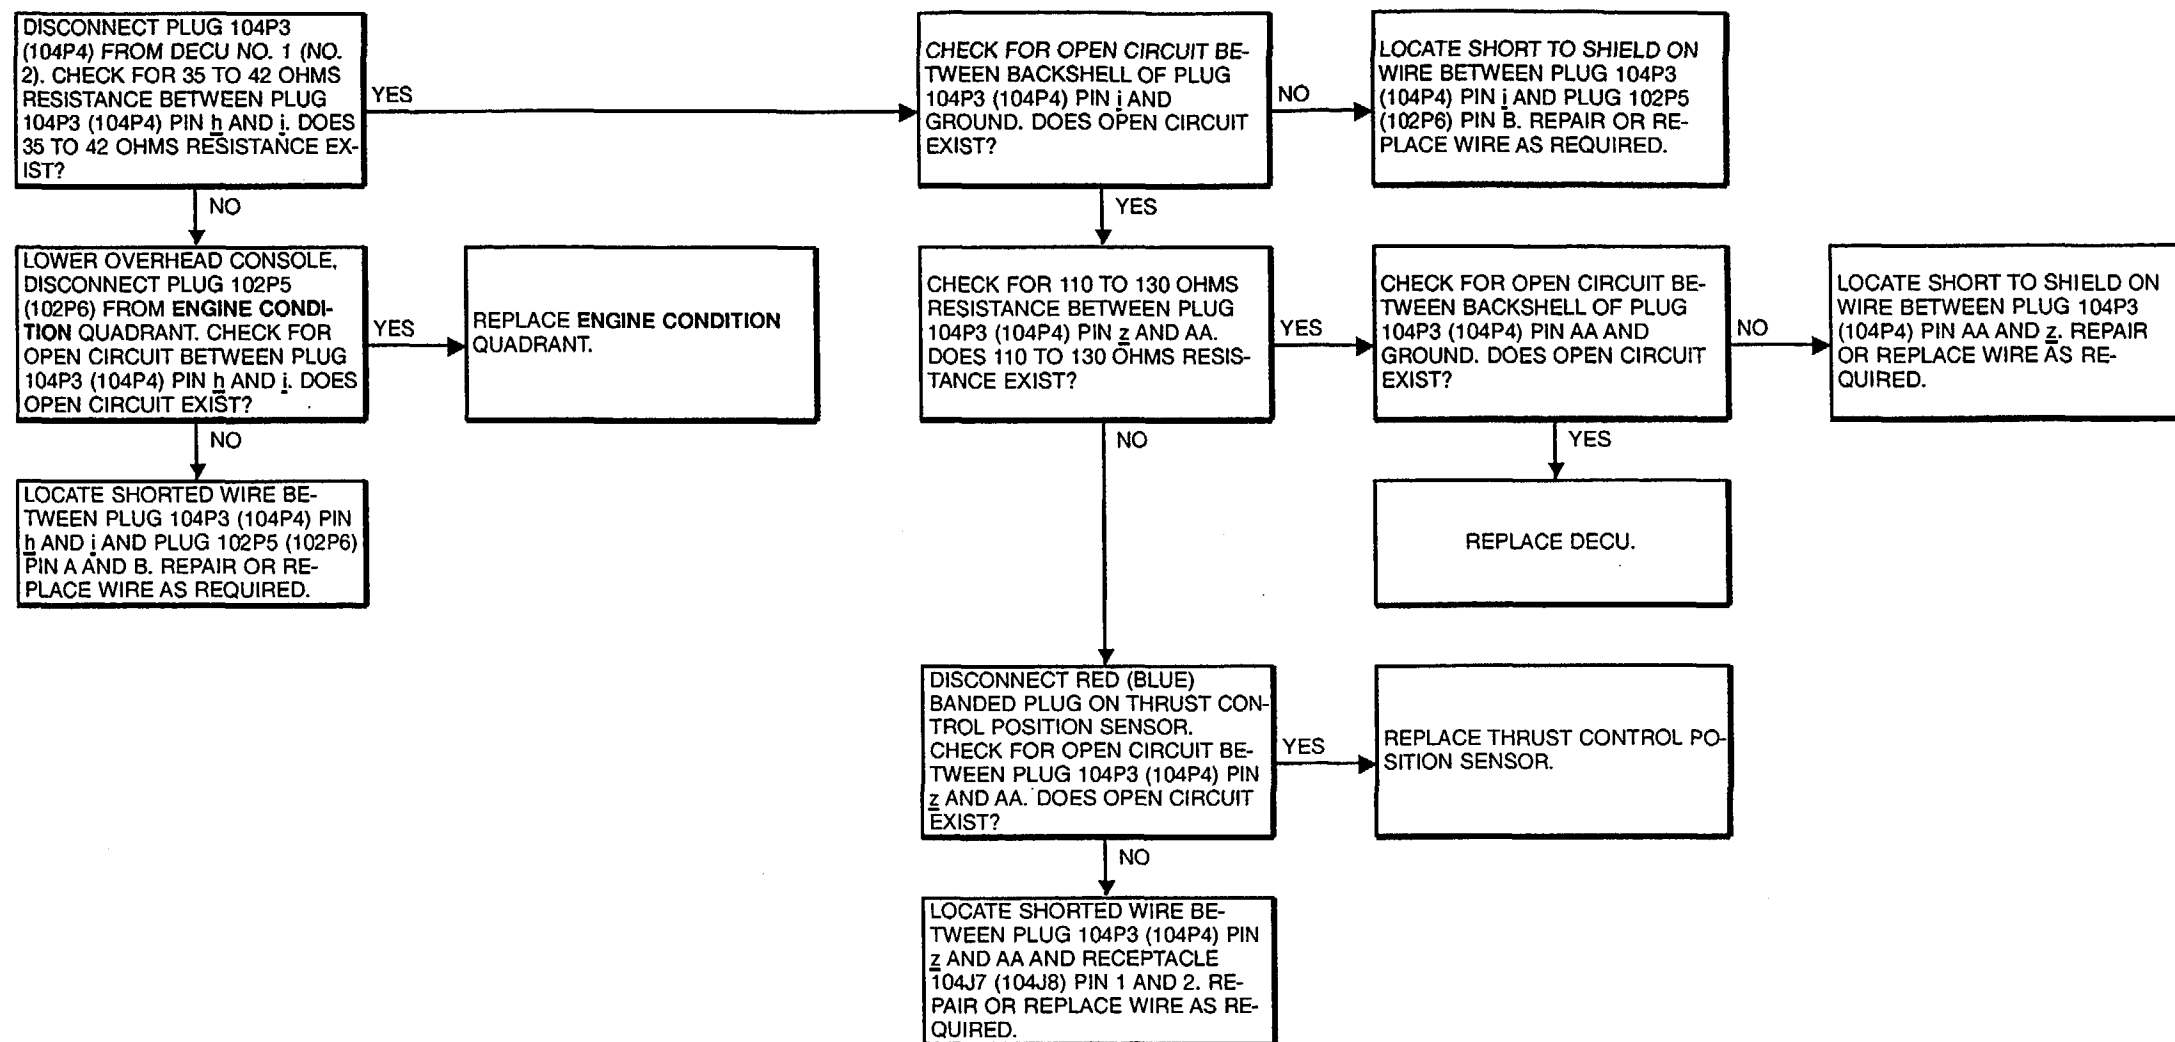 DISCONNECT PLUG 104P3
(104P4) FROM DECU NO. 1 (NO.
2). CHECK FOR 35 TO 42 OHMS
RESISTANCE BETWEEN PLUG
104P3 (104P4) PIN h AND i. DOES
35 TO 42 OHMS RESISTANCE EX-
IST?
YES
CHECK FOR OPEN CIRCUIT BE-
TWEEN BACKSHELL OF PLUG
104P3 (104P4) PIN i AND
GROUND. DOES OPEN CIRCUIT
EXIST?
NO
LOCATE SHORT TO SHIELD ON
WIRE BETWEEN PLUG 104P3
(104P4) PIN i AND PLUG 102P5
(102P6) PIN B. REPAIR OR RE-
PLACE WIRE AS REQUIRED.
NO
YES
LOWER OVERHEAD CONSOLE,
DISCONNECT PLUG 102P5
(102P6) FROM ENGINE CONDI-
TION QUADRANT. CHECK FOR
OPEN CIRCUIT BETWEEN PLUG
104P3 (104P4) PIN h AND i. DOES
OPEN CIRCUIT EXIST?
YES
REPLACE ENGINE CONDITION
QUADRANT.
CHECK FOR 110 TO 130 OHMS
RESISTANCE BETWEEN PLUG
104P3 (104P4) PIN z AND AA.
DOES 110 TO 130 OHMS RESIS-
TANCE EXIST?
YES
CHECK FOR OPEN CIRCUIT BE-
TWEEN BACKSHELL OF PLUG
104P3 (104P4) PIN AA AND
GROUND. DOES OPEN CIRCUIT
EXIST?
NO
LOCATE SHORT TO SHIELD ON
WIRE BETWEEN PLUG 104P3
(104P4) PIN AA AND z. REPAIR
OR REPLACE WIRE AS RE-
QUIRED.
NO
NO
YES
LOCATE SHORTED WIRE BE-
TWEEN PLUG 104P3 (104P4) PIN
h AND i AND PLUG 102P5 (102P6)
PIN A AND B. REPAIR OR RE-
PLACE WIRE AS REQUIRED.
REPLACE DECU.
DISCONNECT RED (BLUE)
BANDED PLUG ON THRUST CON-
TROL POSITION SENSOR.
CHECK FOR OPEN CIRCUIT BE-
TWEEN PLUG 104P3 (104P4) PIN
z AND AA. DOES OPEN CIRCUIT
EXIST?
YES
REPLACE THRUST CONTROL PO-
SITION SENSOR.
NO
LOCATE SHORTED WIRE BE-
TWEEN PLUG 104P3 (104P4) PIN
z AND AA AND RECEPTACLE
104J7 (104J8) PIN 1 AND 2. RE-
PAIR OR REPLACE WIRE AS RE-
QUIRED.